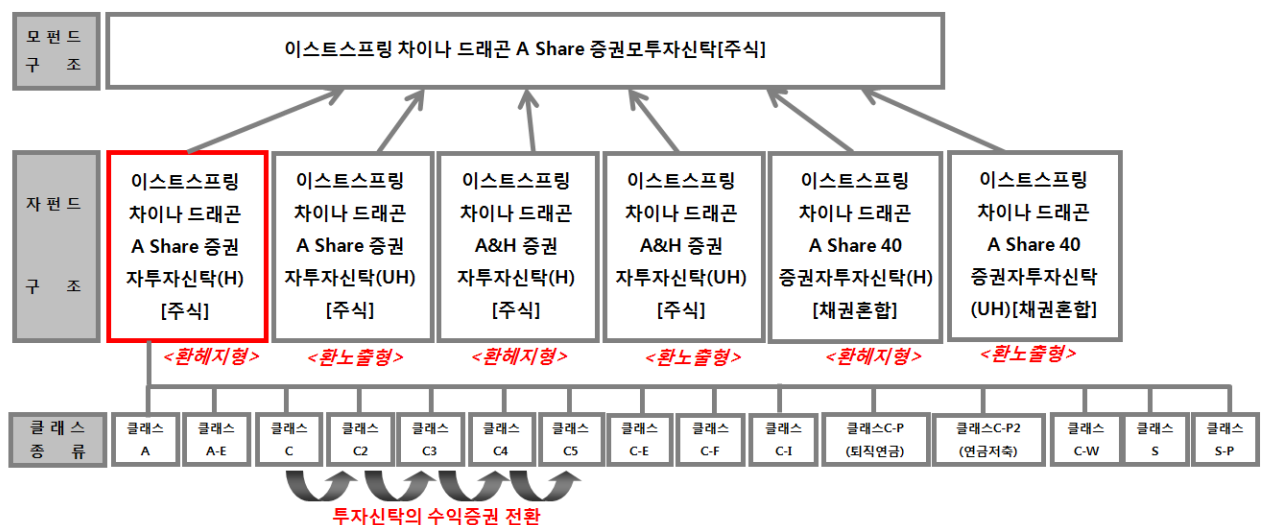 모 펀 드
구 조
이스트스프링 차이나 드래곤 A Share 증권모투자신탁[주식]
자 펀 드
구 조
이스트스프링
차이나 드래곤
A Share 증권
자투자신탁(H)
[주식]
이스트스프링
차이나 드래곤
A Share 증권
자투자신탁(UH)
[주식]
이스트스프링
차이나 드래곤
A&H 증권
자투자신탁(H)
[주식]
이스트스프링
차이나 드래곤
A&H 증권
자투자신탁(UH)
[주식]
이스트스프링
차이나 드래곤
A Share 40
증권자투자신탁(H)
[채권혼합]
이스트스프링
차이나 드래곤
A Share 40
증권자투자신탁
(UH)[채권혼합]
<환헤지형>
<환노출형>
<환헤지형>
<환노출형>
<환헤지형>
<환노출형>
클 래 스
종 류
클래스
A
클래스
A-E
클래스
C
클래스
C2
클래스
C3
클래스
C4
클래스
C5
클래스
C-E
클래스
C-F
클래스
C-I
클래스C-P
(퇴직연금)
클래스C-P2
(연금저축)
클래스
C-W
클래스
S
클래스
S-P
투자신탁의 수익증권 전환